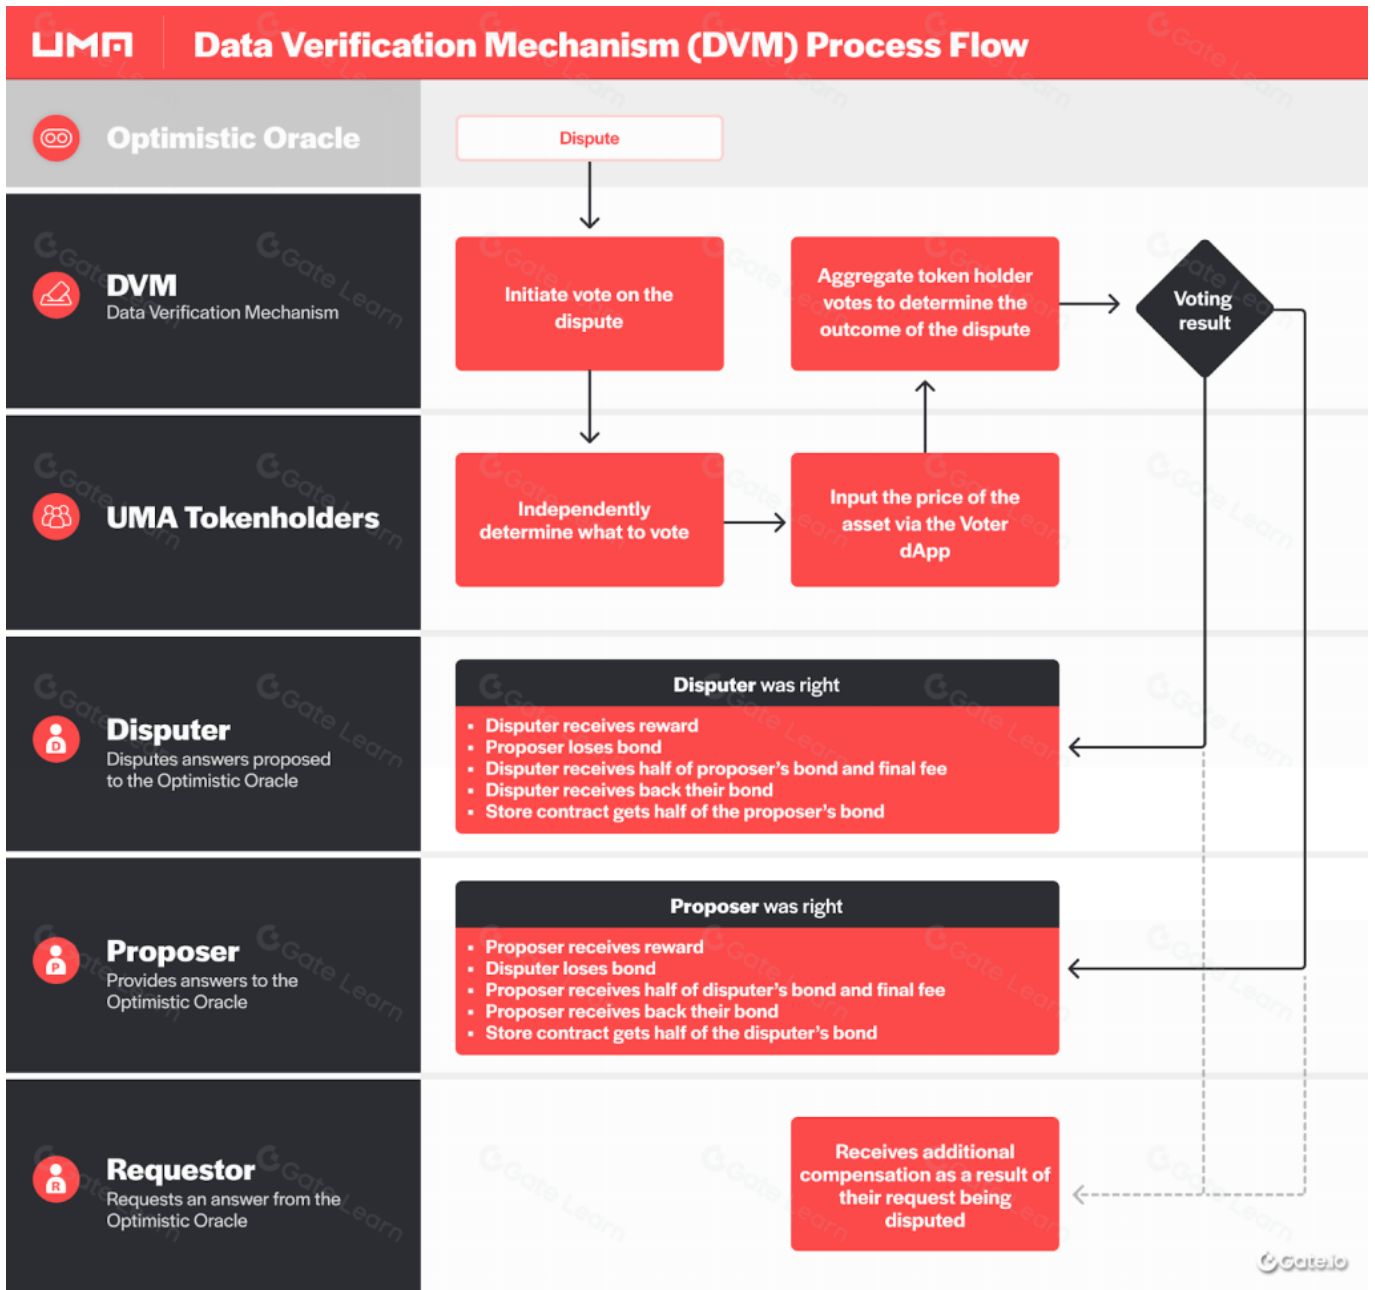 UMA
Data Verification Mechanism (DVM) Process Flow
Optimistic Oracle
Dispute
DVM
Data Verification Mechanism
Initiate vote on the
dispute
Aggregate token holder
votes to determine the
outcome of the dispute
Voting
result
UMA Tokenholders
Independently
determine what to vote
Input the price of the
asset via the Voter
dApp
Disputer
Disputes answers proposed
to the Optimistic Oracle
D
Disputer was right
▪ Disputer receives reward
▪ Proposer loses bond
▪ Disputer receives half of proposer's bond and final fee
▪ Disputer receives back their bond
▪ Store contract gets half of the proposer's bond
Proposer
Provides answers to the
Optimistic Oracle
P
Proposer was right
▪ Proposer receives reward
▪ Disputer loses bond
▪ Proposer receives half of disputer's bond and final fee
▪ Proposer receives back their bond
▪ Store contract gets half of the disputer's bond
Requestor
Requests an answer from the
Optimistic Oracle
R
Receives additional
compensation as a result of
their request being
disputed
Gate.io
Gate Learn